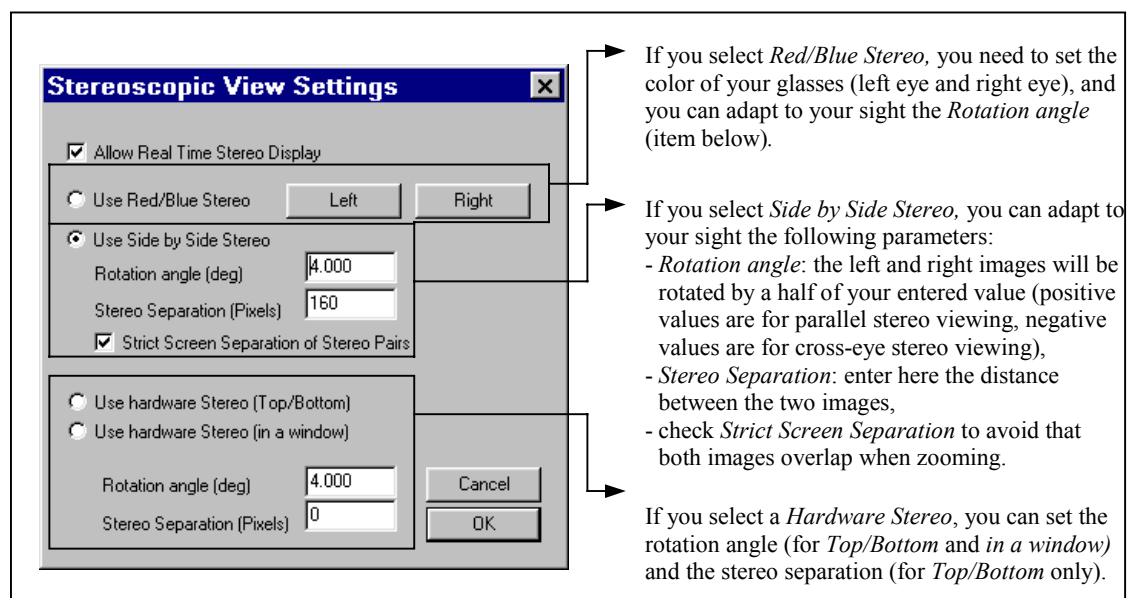 Stereoscopic View Settings
Allow Real Time Stereo Display
Use Red/Blue Stereo
Left
Right
Use Side by Side Stereo
Rotation angle (deg)
4.000
Stereo Separation (Pixels)
160
Strict Screen Separation of Stereo Pairs
Use hardware Stereo (Top/Bottom)
Use hardware Stereo (in a window)
Rotation angle (deg)
4.000
Cancel
Stereo Separation (Pixels)
0
OK
If you select Red/Blue Stereo, you need to set the
color of your glasses (left eye and right eye), and
you can adapt to your sight the Rotation angle
(item below).
If you select Side by Side Stereo, you can adapt to
your sight the following parameters:
- Rotation angle: the left and right images will be
rotated by a half of your entered value (positive
values are for parallel stereo viewing, negative
values are for cross-eye stereo viewing),
- Stereo Separation: enter here the distance
between the two images,
- check Strict Screen Separation to avoid that
both images overlap when zooming.
If you select a Hardware Stereo, you can set the
rotation angle (for Top/Bottom and in a window)
and the stereo separation (for Top/Bottom only).